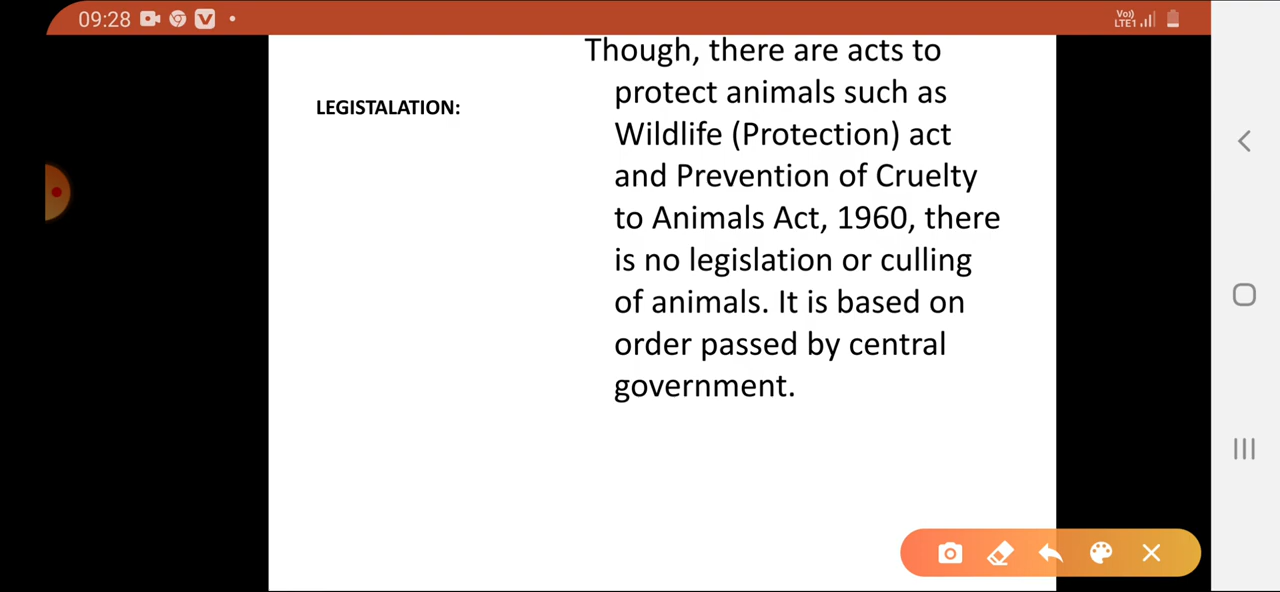 09:28
Vo))
LTE1
Though, there are acts to
LEGISTALATION:
protect animals such as
Wildlife (Protection) act
and Prevention of Cruelty
to Animals Act, 1960, there
is no legislation or culling
of animals. It is based on
order passed by central
government.